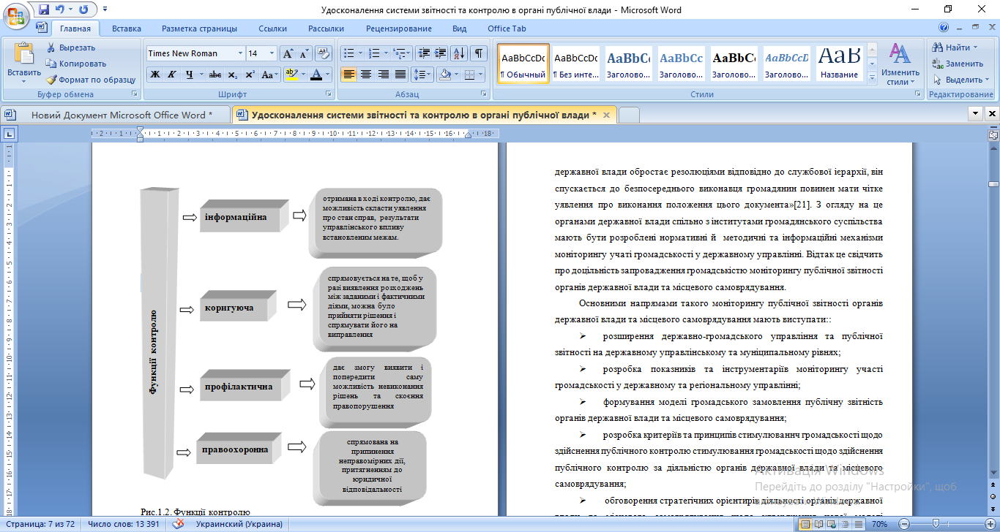 Удосконалення системи звітності та контролю в органі публічної влади - Microsoft Word
Главная
Вставка
Разметка страницы
Ссылки
Рассылки
Рецензирование
Вид
Office Tab
Вставить
Вырезать
Копировать
Формат по образцу
Буфер обмена
Times New Roman
14
Шрифт
Абзац
AaBbCcDc
¶ Обычный
AaBbCcDc
¶ Без инте...
AaBbCc
Заголово...
AaBbCc
Заголово...
AaBbCc
Заголово...
AaBbCcD
Заголово...
AaB
Название
Изменить
стили
Стили
Найти
Заменить
Выделить
Редактирование
Новий Документ Microsoft Office Word *
Удосконалення системи звітності та контролю в органі публічної влади *
Функції контролю
інформаційна
отримана в ході контролю, дає
можливість скласти уявлення
про стан справ, результати
управлінського впливу
встановленим межам.
коригуюча
спрямовується на те, щоб у
разі виявлення розходжень
між заданими і фактичними
діями, можна було
прийняти рішення і
спрямувати його на
виправлення
профілактична
дає змогу виявити і
попередити саму
можливість невиконання
рішень та скоєння
правопорушення
правоохоронна
спрямована на
припинення
неправомірних дії,
притягненням до
юридичної
відповідальності
Рис.1.2. Функції контролю
державної влади обростає резолюціями відповідно до службової ієрархії, він
спускається до безпосереднього виконавця громадянин повинен мати чітке
уявлення про виконання положення цього документа»[21]. З огляду на це
органами державної влади спільно з інститутами громадянського суспільства
мають бути розроблені нормативні й методичні та інформаційні механізми
моніторингу учаті громадськості у державному управлінні. Відтак це свідчить
про доцільність запровадження громадськістю моніторингу публічної звітності
органів державної влади та місцевого самоврядування.
Основними напрямами такого моніторингу публічної звітності органів
державної влади та місцевого самоврядування мають виступати::
➢ розширення державно-громадського управління та публічної
звітності на державному управлінському та муніципальному рівнях;
➢ розробка показників та інструментаріїв моніторингу участі
громадськості у державному та регіональному управлінні;
➢ формування моделі громадського замовлення публічну звітність
органів державної влади та місцевого самоврядування;
➢ розробка критеріїв та принципів стимулюваннч громадськості щодо
здійснення публічного контролю стимулювання громадськості щодо здійснення
публічного контролю за діяльністю органів державної влади та місцевого
самоврядування;
➢ обговорення стратегічних орієнтирів діяльності органів державної
Активація Windows
Перейдіть до розділу "Настройки", щоб
Страница: 7 из 72
Число слов: 13 391
Украинский (Украина)
70%